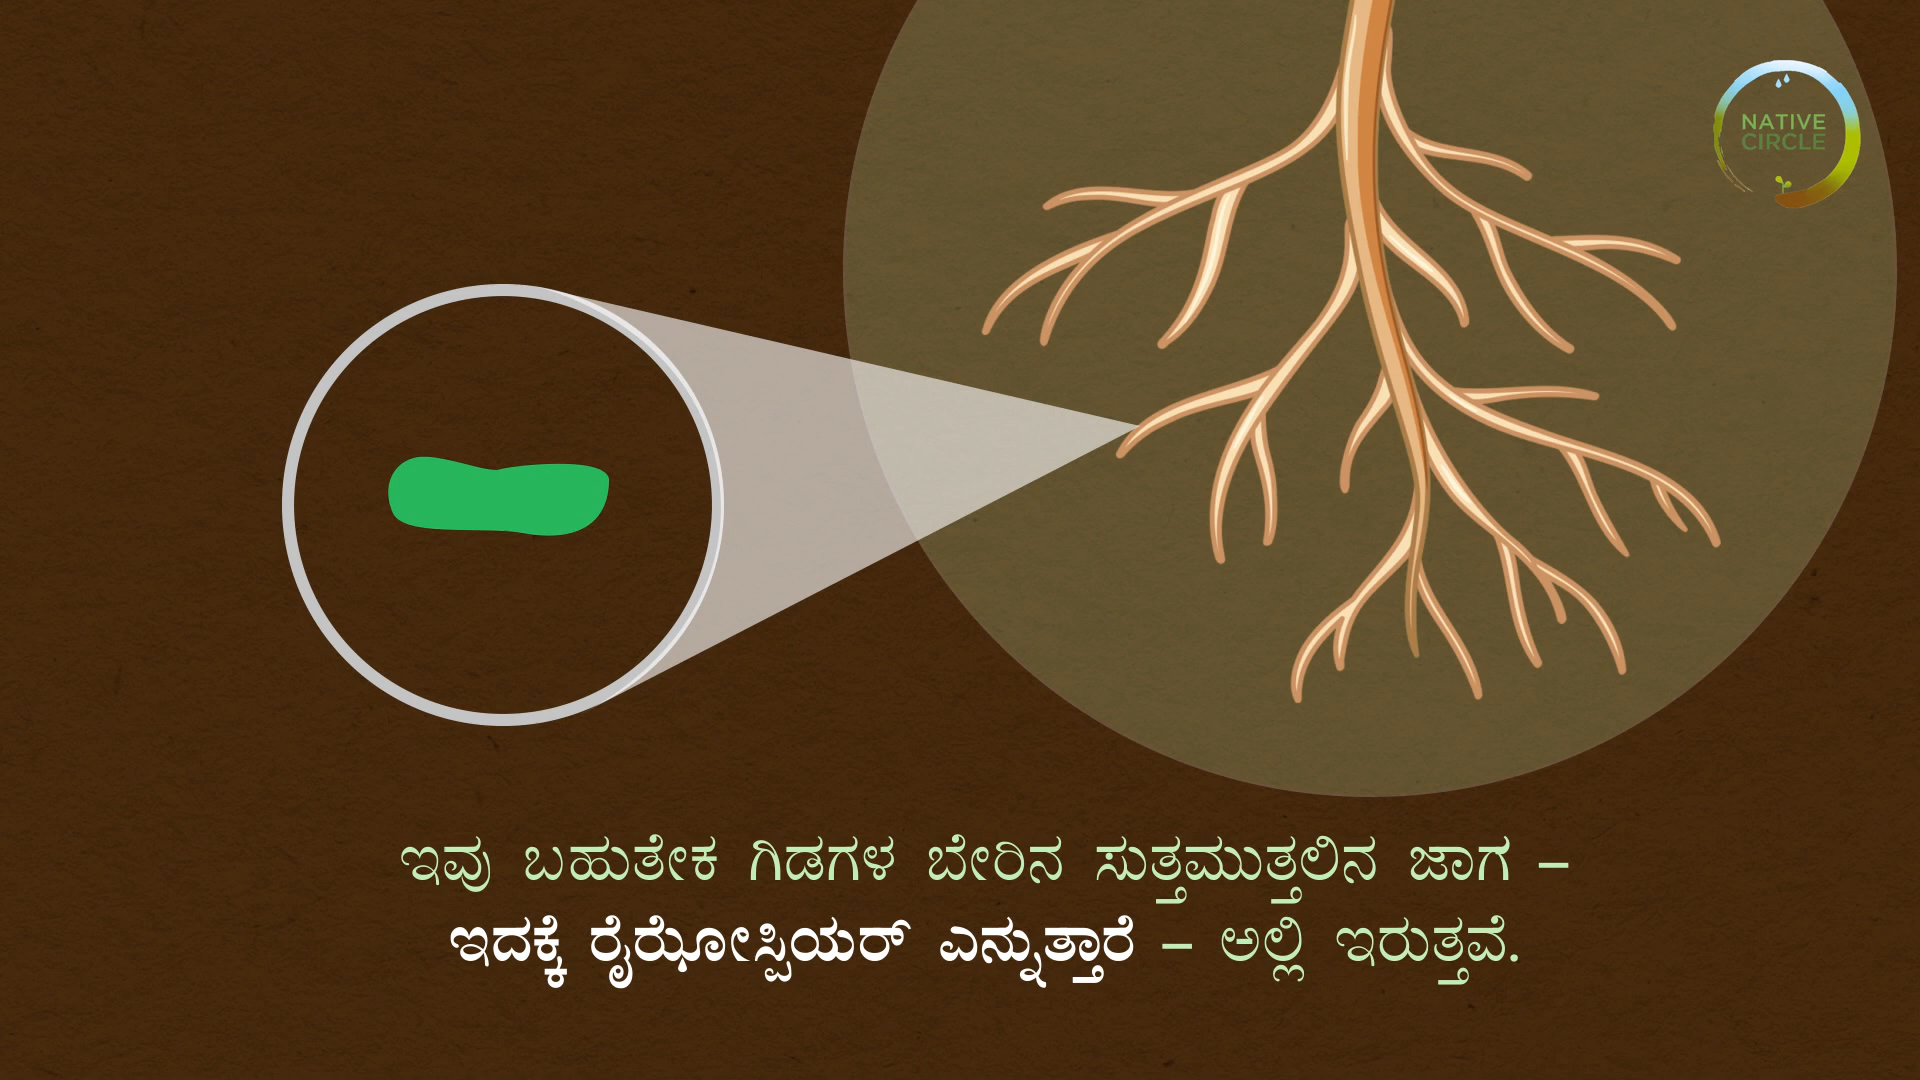 NATIVE
CIRCLE
ಇವು ಬಹುತೇಕ ಗಿಡಗಳ ಬೇರಿನ ಸುತ್ತಮುತ್ತಲಿನ ಜಾಗ –
ಇದಕ್ಕೆ ರೈಝೋಸ್ಪಿಯರ್ ಎನ್ನುತ್ತಾರೆ – ಅಲ್ಲಿ ಇರುತ್ತವೆ.